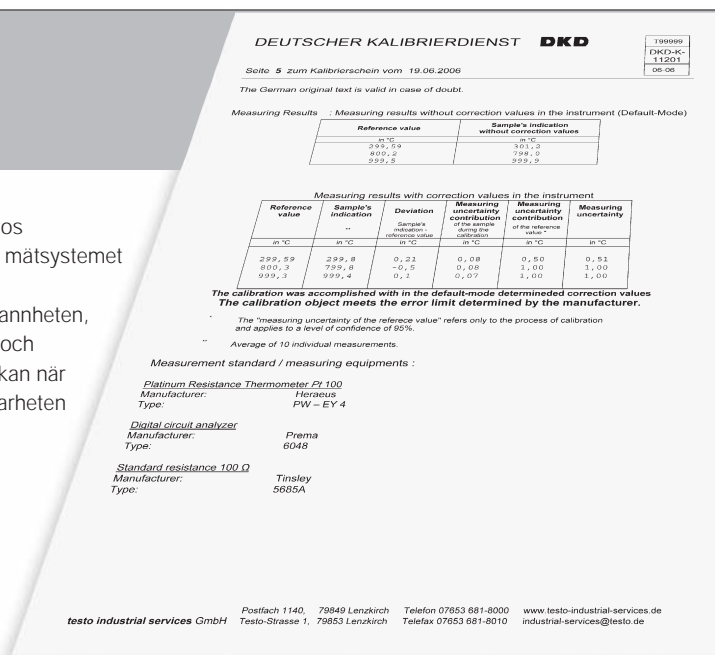 os
mätsystemet
annheten,
och
kan när
arheten
DEUTSCHER KALIBRIERDIENST DKD
T99999
DKD-K-
11201
06-06
Seite 5 zum Kalibrierschein vom 19.06.2006
The German original text is valid in case of doubt.
Measuring Results : Measuring results without correction values in the instrument (Default-Mode)
Reference value Sample's indication without correction values
in °C in °C
299,59 301,2
800,2 798,0
999,5 999,9
Measuring results with correction values in the instrument
Reference value Sample's indication .. Deviation Sample's indication - reference value Measuring uncertainty contribution of the sample during the calibration Measuring uncertainty contribution of the reference value * Measuring uncertainty
in °C in °C in °C in °C in °C in °C
299,59 299,8 0,21 0,08 0,50 0,51
800,3 799,8 -0,5 0,08 1,00 1,00
999,3 999,4 0,1 0,07 1,00 1,00
The calibration was accomplished with in the default-mode determineded correction values
The calibration object meets the error limit determined by the manufacturer.
* The "measuring uncertainty of the referece value" refers only to the process of calibration
and applies to a level of confidence of 95%.
** Average of 10 individual measurements.
Measurement standard / measuring equipments :
Platinum Resistance Thermometer Pt 100
Manufacturer: Heraeus
Type: PW – EY 4
Digital circuit analyzer
Manufacturer: Prema
Type: 6048
Standard resistance 100 Ω
Manufacturer: Tinsley
Type: 5685A
Postfach 1140, 79849 Lenzkirch Telefon 07653 681-8000 www.testo-industrial-services.de
testo industrial services GmbH Testo-Strasse 1, 79853 Lenzkirch Telefax 07653 681-8010 industrial-services@testo.de